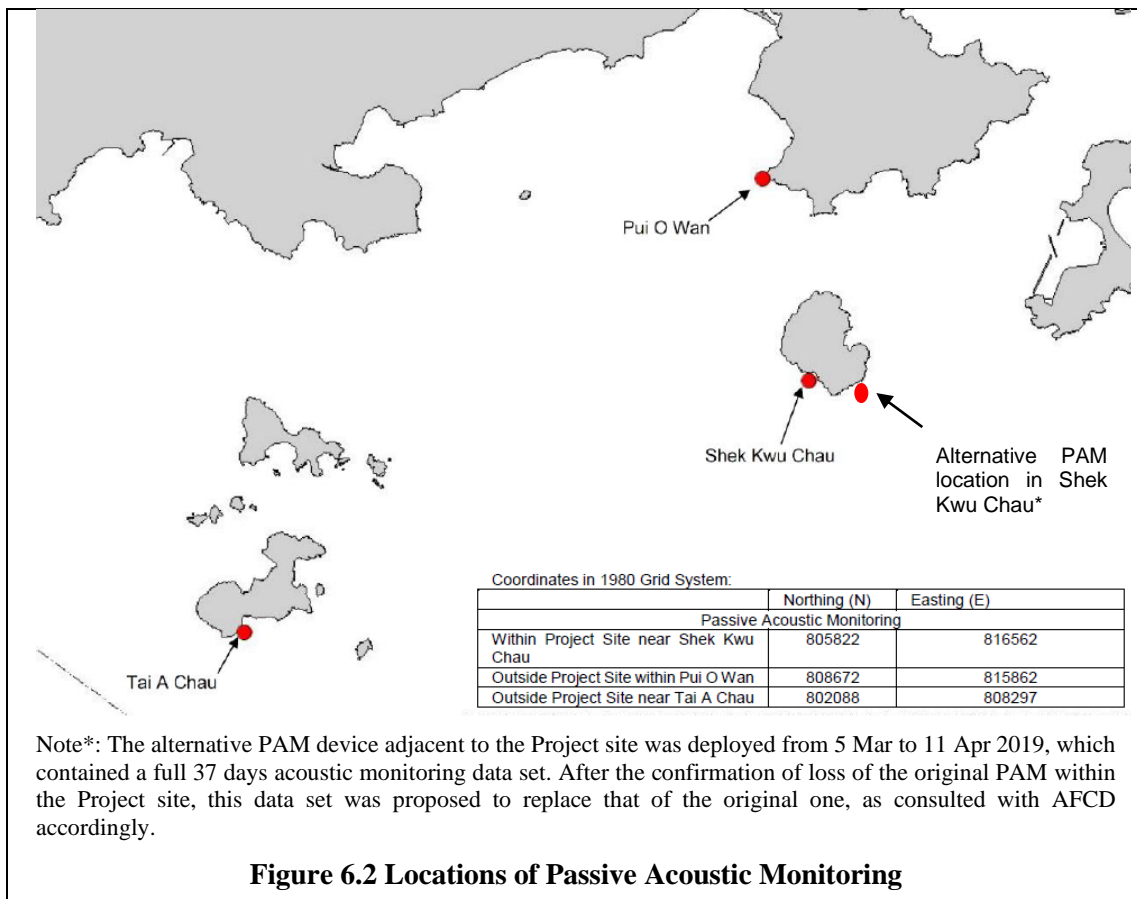 Pui O Wan
Shek Kwu Chau
Alternative PAM
location in Shek
Kwu Chau*
Tai A Chau
Coordinates in 1980 Grid System:
Northing (N) Easting (E)
Passive Acoustic Monitoring
Within Project Site near Shek Kwu 805822 816562
Chau
Outside Project Site within Pui O Wan 808672 815862
Outside Project Site near Tai A Chau 802088 808297
Note*: The alternative PAM device adjacent to the Project site was deployed from 5 Mar to 11 Apr 2019, which
contained a full 37 days acoustic monitoring data set. After the confirmation of loss of the original PAM within
the Project site, this data set was proposed to replace that of the original one, as consulted with AFCD
accordingly.
Figure 6.2 Locations of Passive Acoustic Monitoring